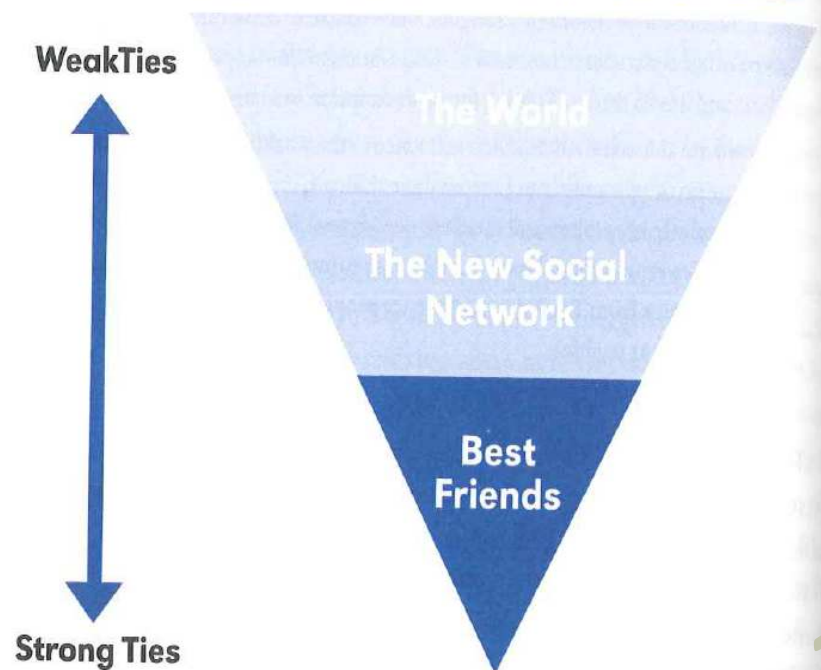 WeakTies
The World
The New Social
Network
Best
Friends
Strong Ties